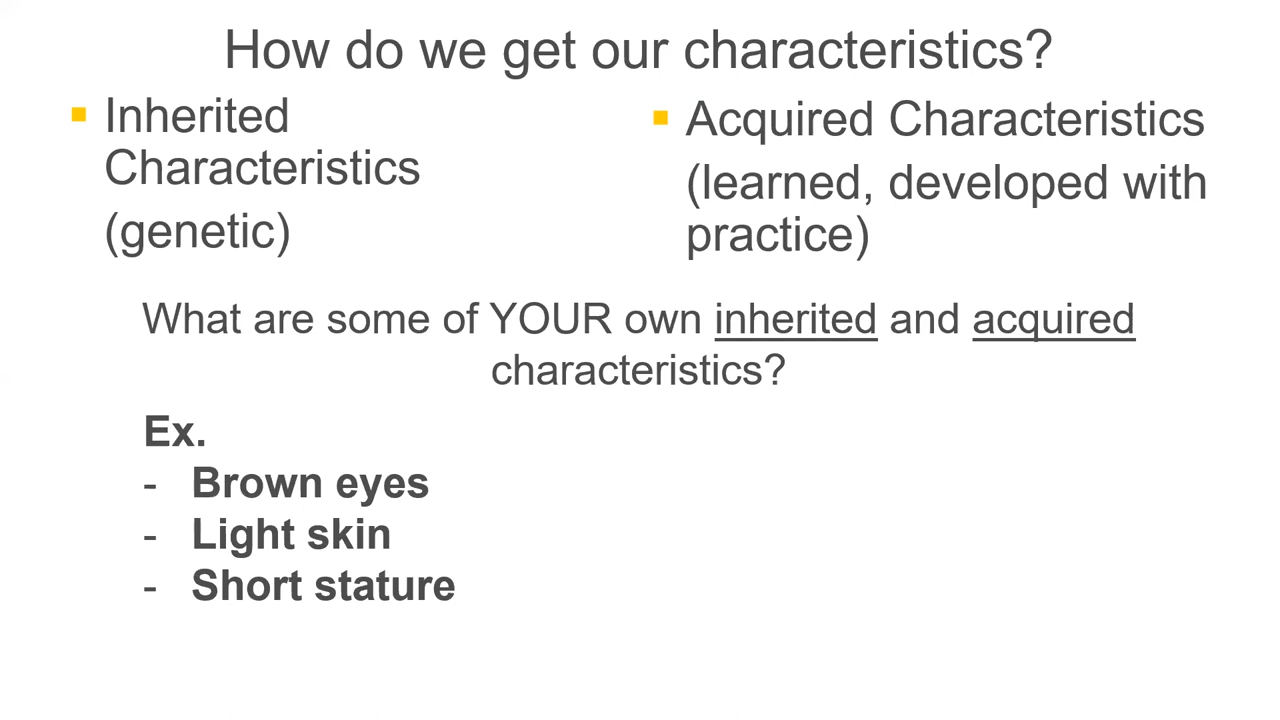 How do we get our characteristics?
▪ Inherited
Characteristics
(genetic)
▪ Acquired Characteristics
(learned, developed with
practice)
What are some of YOUR own inherited and acquired
characteristics?
Ex.
- Brown eyes
- Light skin
- Short stature